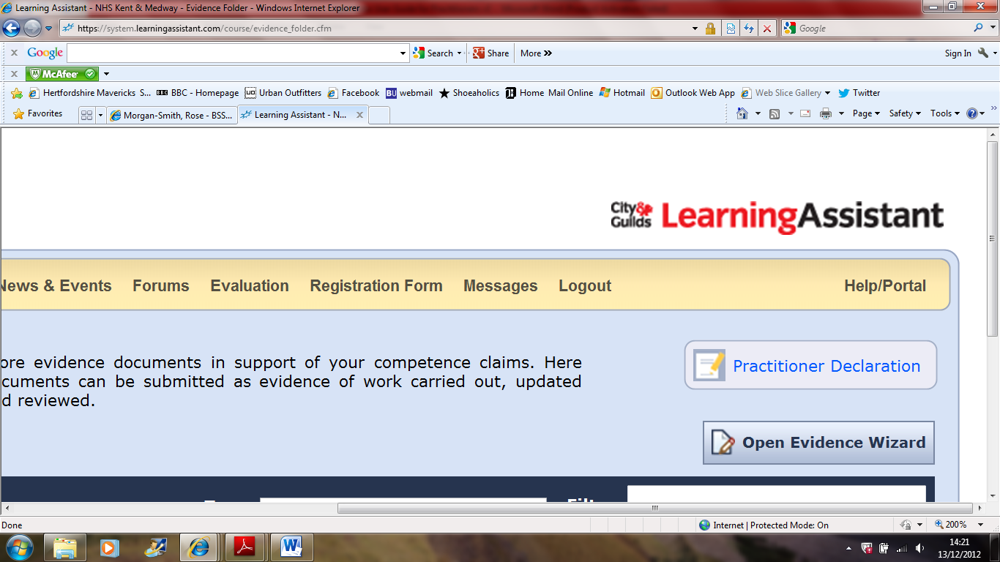 Learning Assistant - NHS Kent & Medway - Evidence Folder - Windows Internet Explorer
https://system.learningassistant.com/course/evidence_folder.cfm
Google
Google Search Share More Sign In
McAfee
Hertfordshire Mavericks S... BBC - Homepage UO Urban Outfitters Facebook BU webmail Shoeaholics Home Mail Online Hotmail Outlook Web App Web Slice Gallery Twitter
Favorites Morgan-Smith, Rose - BSS... Learning Assistant - N... Page Safety Tools
City & Guilds LearningAssistant
News & Events Forums Evaluation Registration Form Messages Logout Help/Portal
ore evidence documents in support of your competence claims. Here
cuments can be submitted as evidence of work carried out, updated
d reviewed.
Practitioner Declaration
Open Evidence Wizard
Done Internet | Protected Mode: On 200%
14:21
13/12/2012